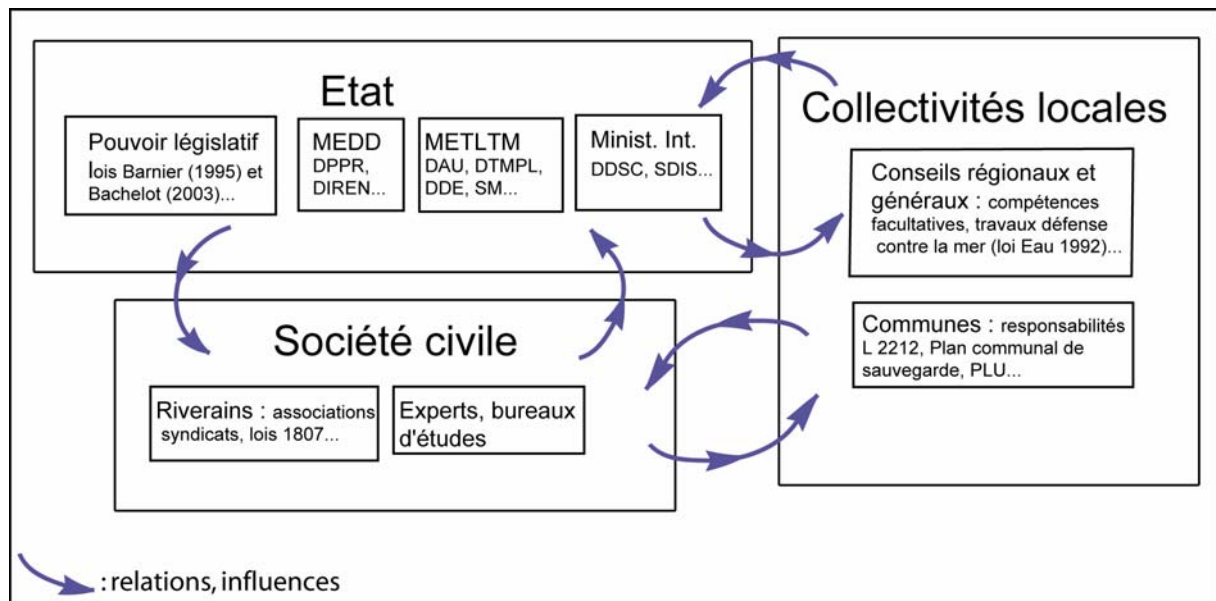 Etat
Pouvoir législatif
lois Barnier (1995) et
Bachelot (2003)...
MEDD
DPPR,
DIREN...
METLTM
DAU, DTMPL,
DDE, SM...
Minist. Int.
DDSC, SDIS...
Collectivités locales
Conseils régionaux et
généraux : compétences
facultatives, travaux défense
contre la mer (loi Eau 1992)...
Communes : responsabilités
L 2212, Plan communal de
sauvegarde, PLU...
Société civile
Riverains : associations
syndicats, lois 1807...
Experts, bureaux
d'études
: relations, influences